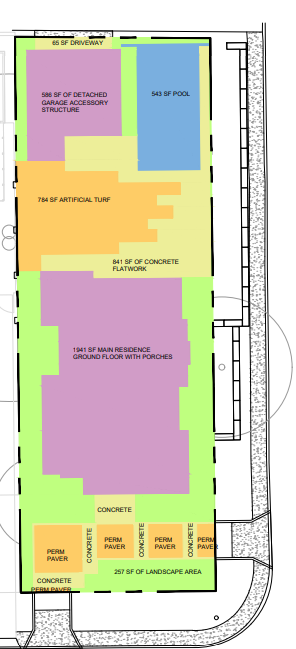 65 SF DRIVEWAY
586 SF OF DETACHED
GARAGE ACCESSORY
STRUCTURE
543 SF POOL
784 SF ARTIFICIAL TURF
841 SF OF CONCRETE
FLATWORK
1941 SF MAIN RESIDENCE
GROUND FLOOR WITH PORCHES
CONCRETE
PERM
PAVER
CONCRETE
PERM
PAVER
CONCRETE
PERM
PAVER
CONCRETE
PERM
PAVER
257 SF OF LANDSCAPE AREA
CONCRETE
PERM PAVER